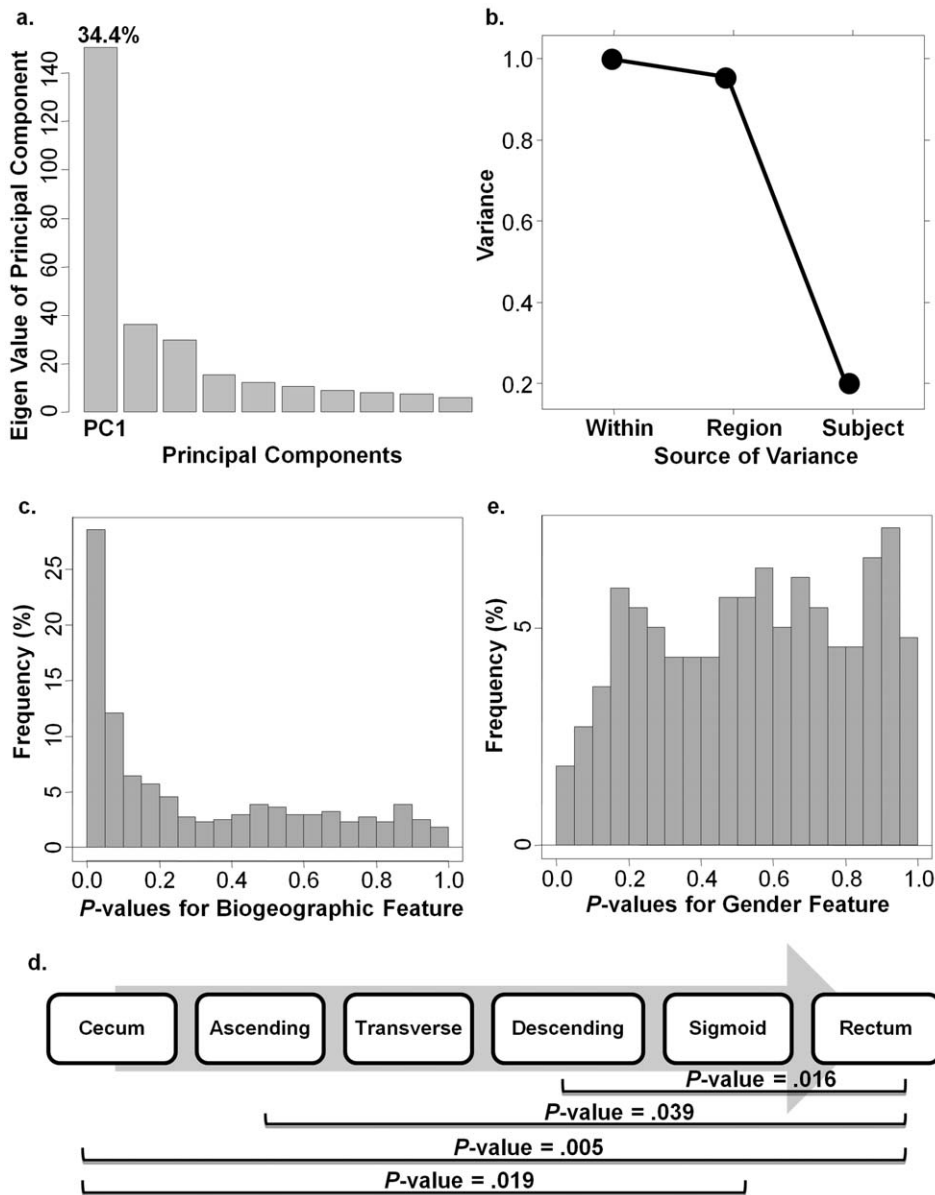 a.
34.4%
Eigen Value of Principal Component
140
120
100
80
60
40
20
0
PC1
Principal Components
b.
Variance
1.0
0.8
0.6
0.4
0.2
Within Region Subject
Source of Variance
c.
Frequency (%)
25
20
15
10
5
0
0.0 0.2 0.4 0.6 0.8 1.0
P-values for Biogeographic Feature
e.
Frequency (%)
5
0
0.0 0.2 0.4 0.6 0.8 1.0
P-values for Gender Feature
d.
Cecum Ascending Transverse Descending Sigmoid Rectum
P-value = .016
P-value = .039
P-value = .005
P-value = .019